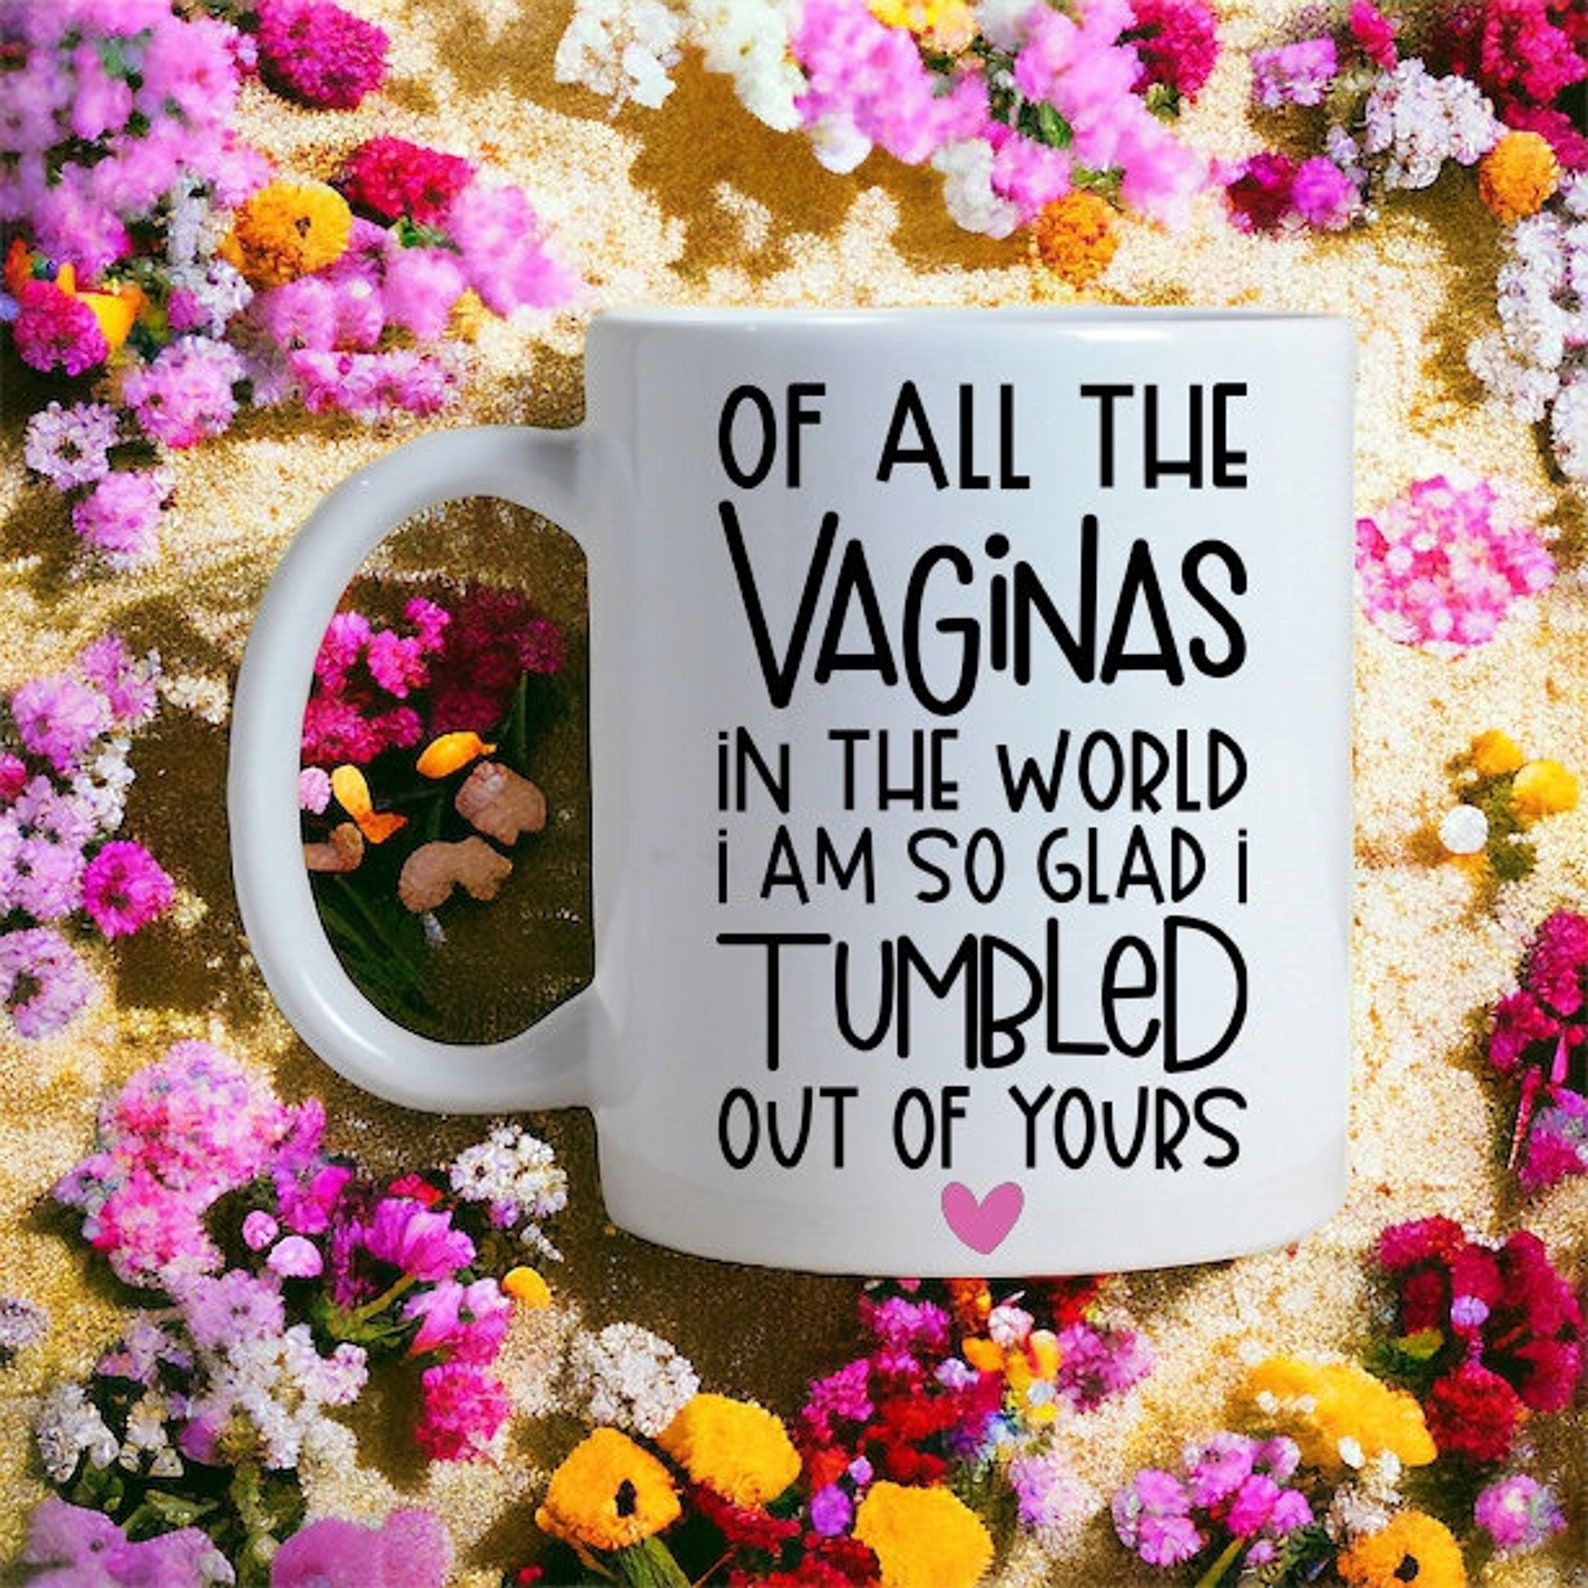 OF ALL THE
VAGiNAS
iN THE WORLD
i AM SO GLAD i
TUMBLeD
OUT OF YOURS